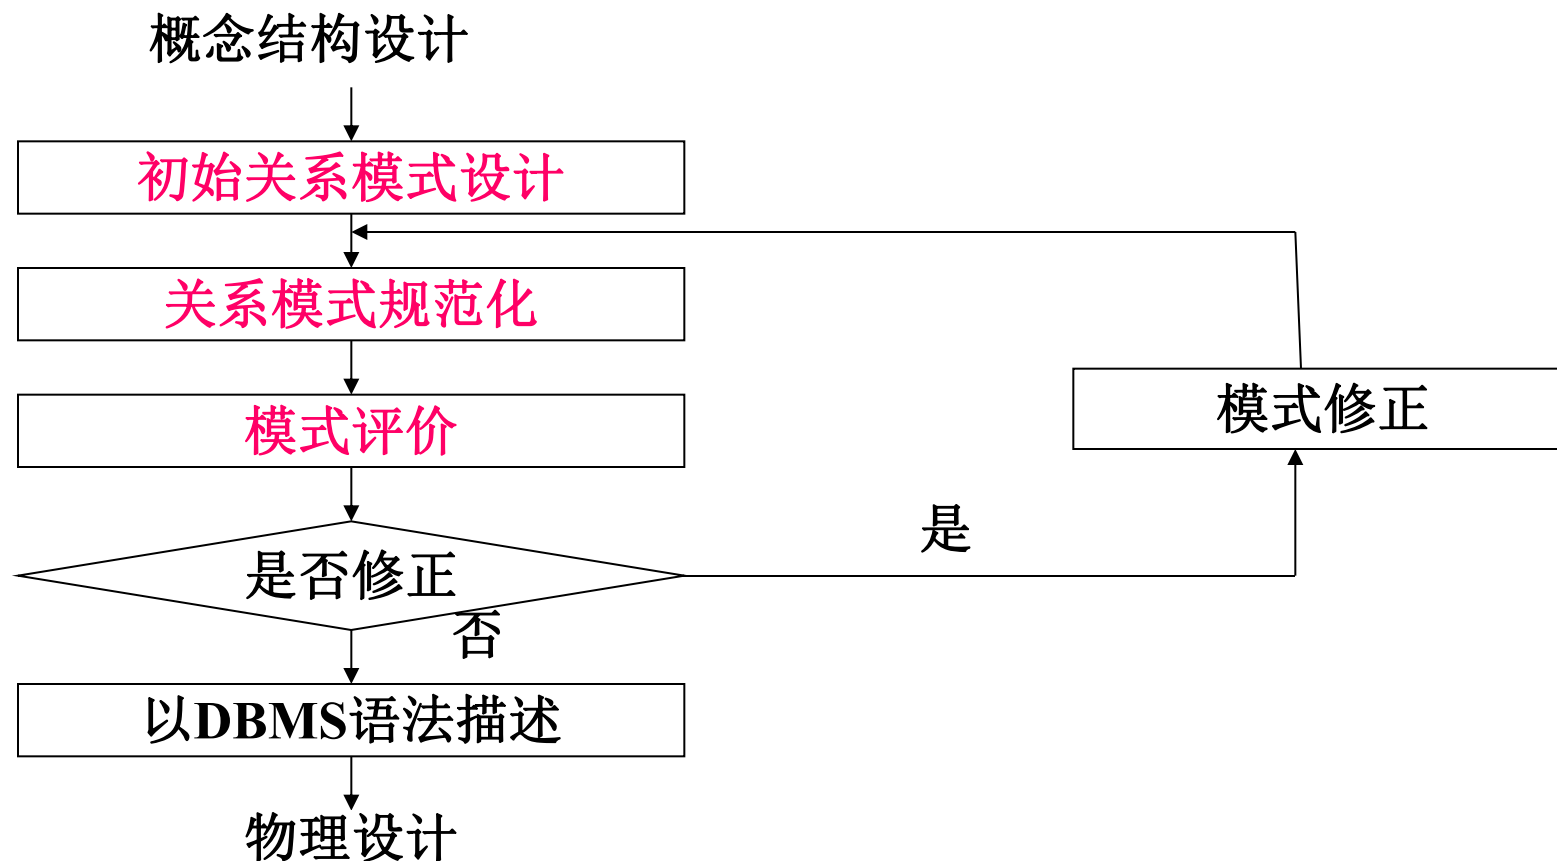 概念结构设计
初始关系模式设计
关系模式规范化
模式评价
模式修正
是
是否修正
否
以DBMS语法描述
物理设计